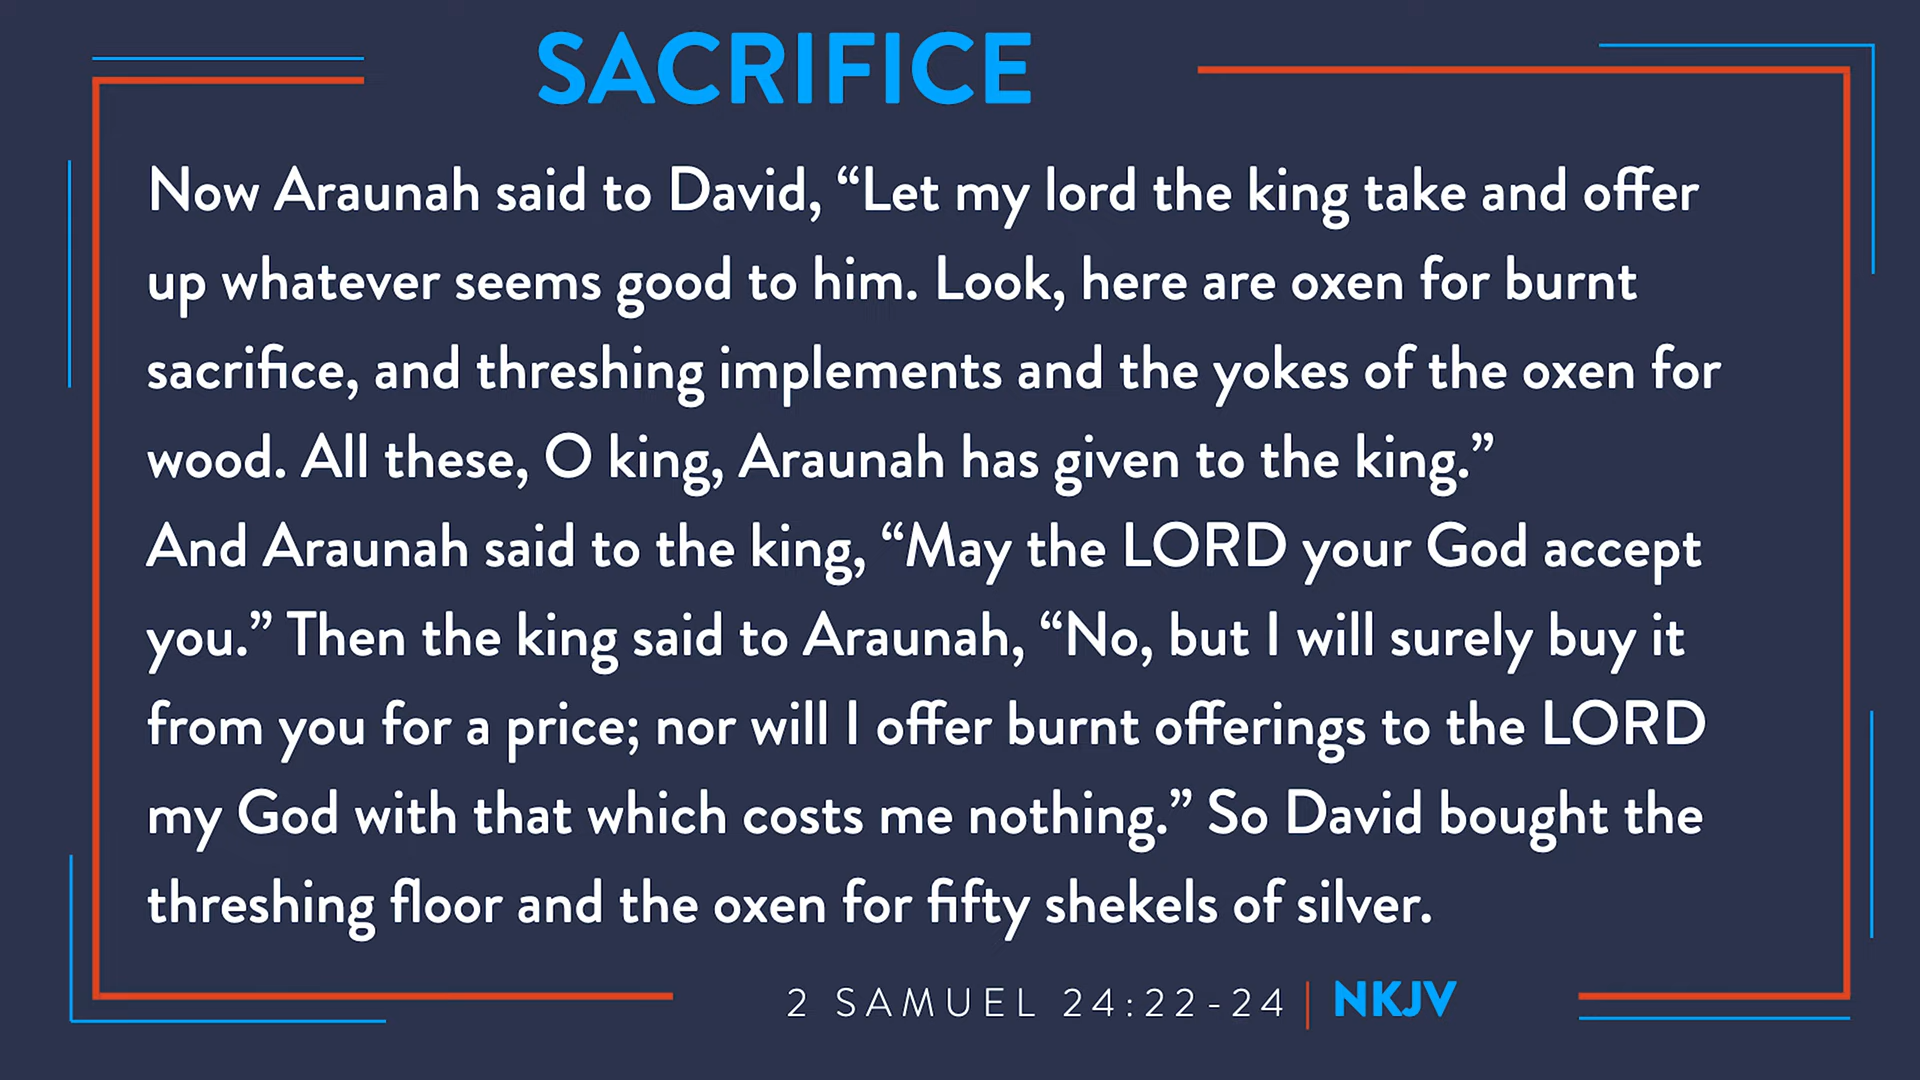 SACRIFICE
Now Araunah said to David, “Let my lord the king take and offer
up whatever seems good to him. Look, here are oxen for burnt
sacrifice, and threshing implements and the yokes of the oxen for
wood. All these, O king, Araunah has given to the king.”
And Araunah said to the king, “May the LORD your God accept
you.” Then the king said to Araunah, “No, but I will surely buy it
from you for a price; nor will I offer burnt offerings to the LORD
my God with that which costs me nothing.” So David bought the
threshing floor and the oxen for fifty shekels of silver.
2 SAMUEL 24:22-24 | NKJV